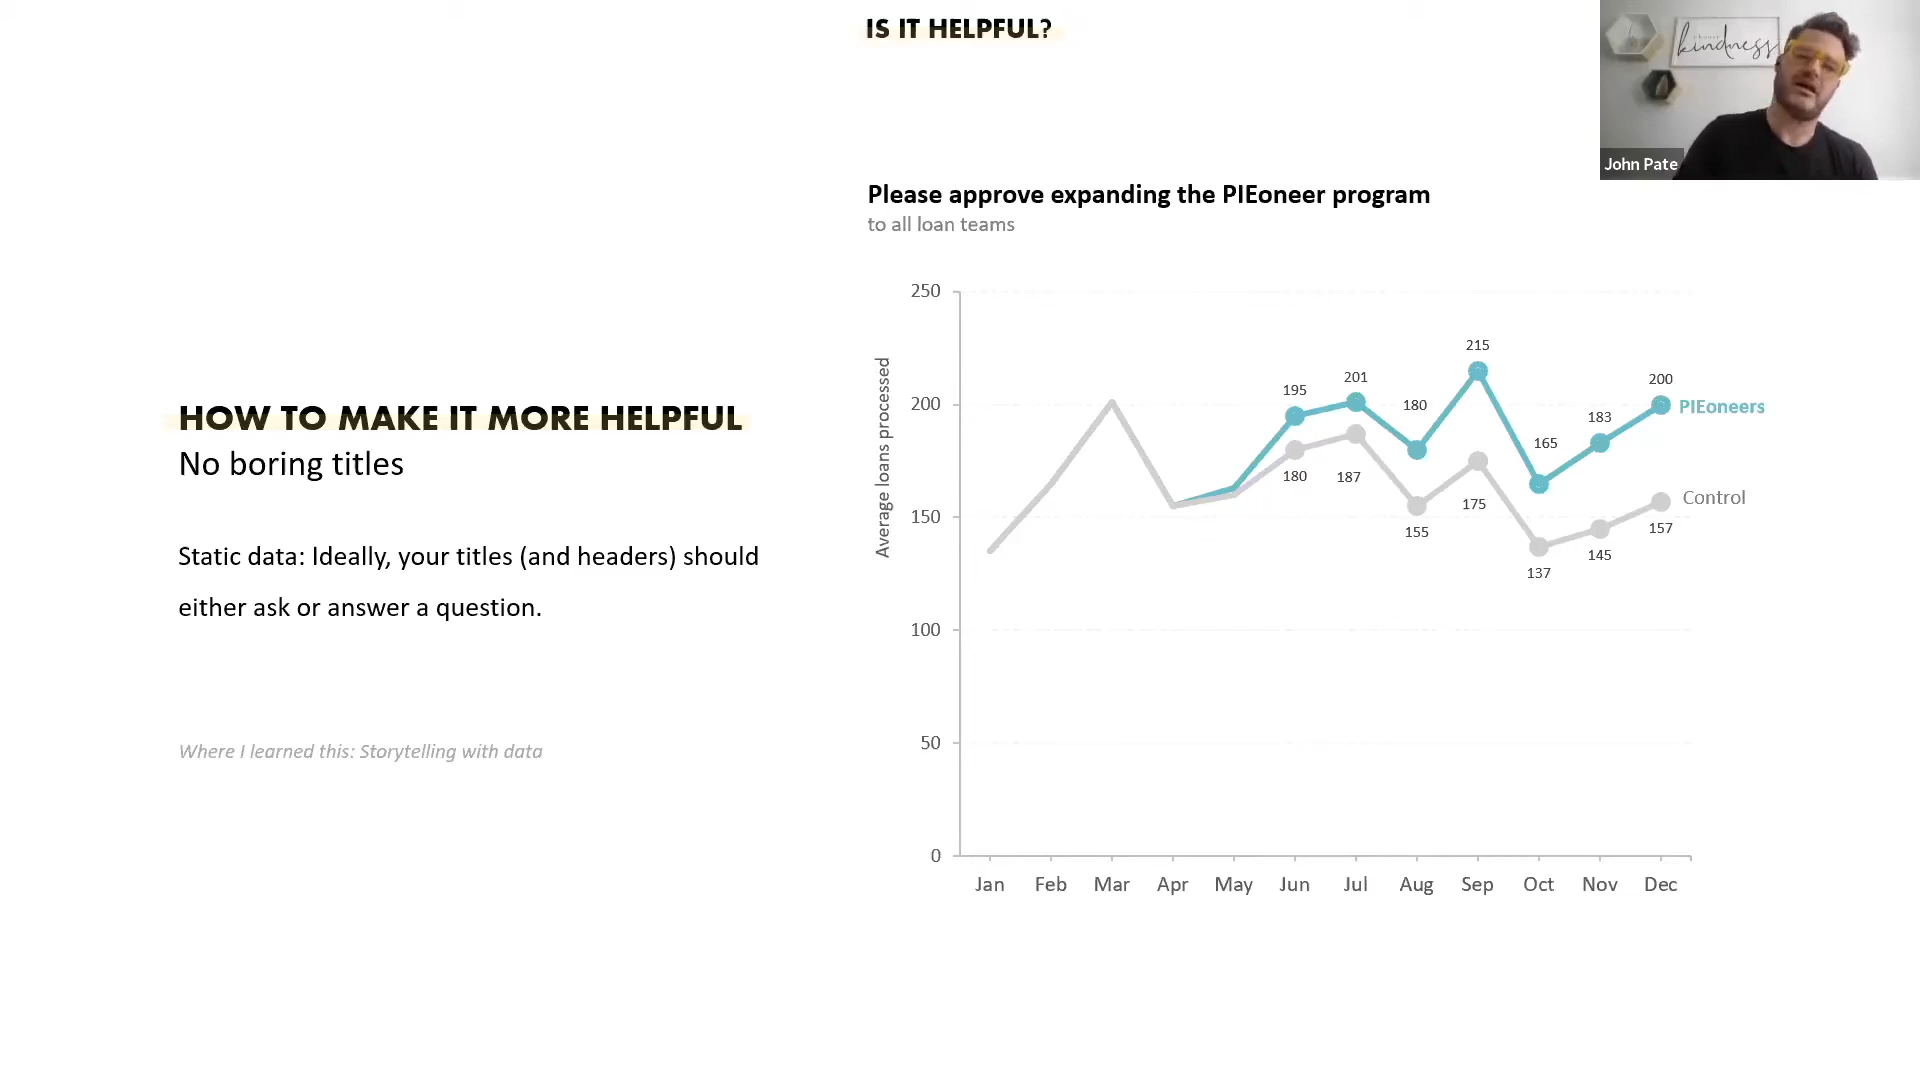 IS IT HELPFUL?
kindness
John Pate
HOW TO MAKE IT MORE HELPFUL
No boring titles
Static data: Ideally, your titles (and headers) should
either ask or answer a question.
Where I learned this: Storytelling with data
Please approve expanding the PIEoneer program
to all loan teams
Average loans processed
250
200
150
100
50
0
195
201
180
215
165
183
200
PIEoneers
180
187
155
175
137
145
157
Control
Jan Feb Mar Apr May Jun Jul Aug Sep Oct Nov Dec